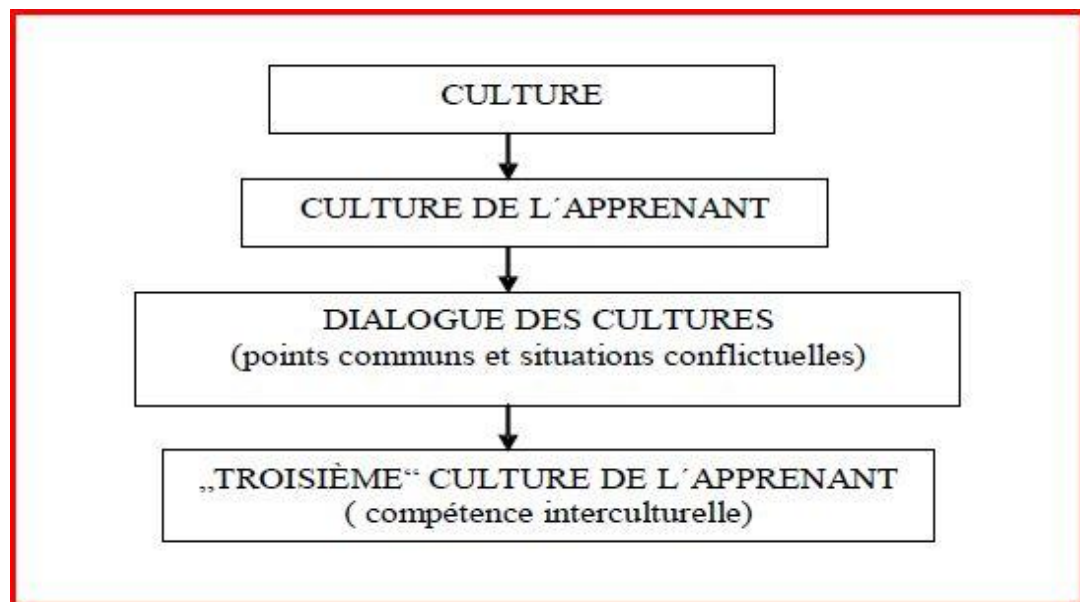 CULTURE
CULTURE DE L´APPRENANT
DIALOGUE DES CULTURES
(points communs et situations conflictuelles)
„TROISIÈME“ CULTURE DE L´APPRENANT
( compétence interculturelle)